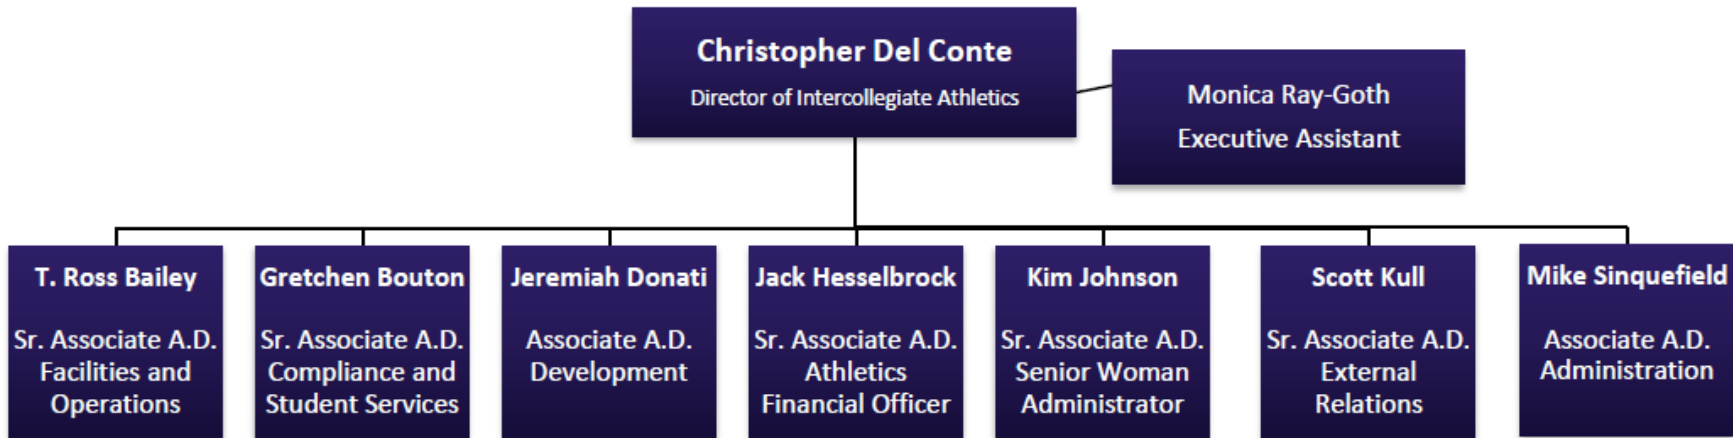 Christopher Del Conte
Director of Intercollegiate Athletics
Monica Ray-Goth
Executive Assistant
T. Ross Bailey
Sr. Associate A.D.
Facilities and
Operations
Gretchen Bouton
Sr. Associate A.D.
Compliance and
Student Services
Jeremiah Donati
Associate A.D.
Development
Jack Hesselbrock
Sr. Associate A.D.
Athletics
Financial Officer
Kim Johnson
Sr. Associate A.D.
Senior Woman
Administrator
Scott Kull
Sr. Associate A.D.
External
Relations
Mike Sinquefield
Associate A.D.
Administration